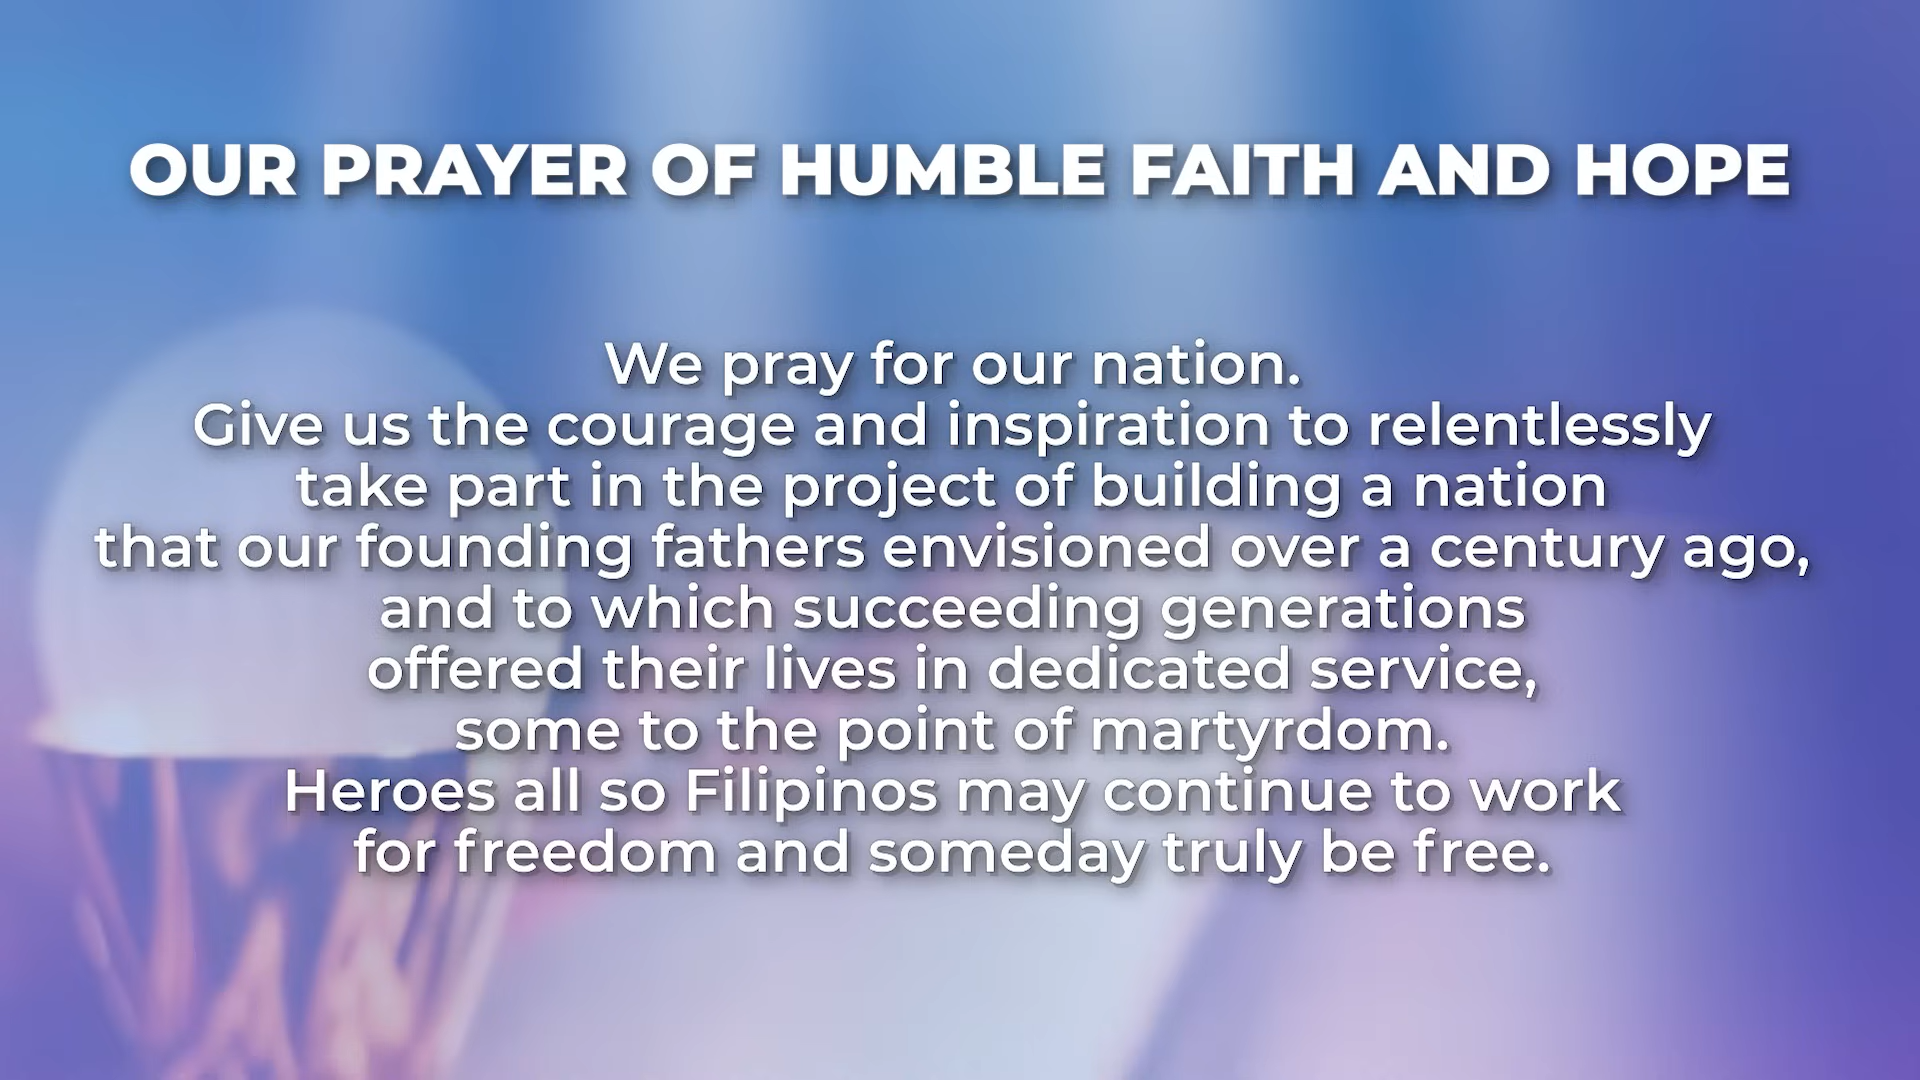 OUR PRAYER OF HUMBLE FAITH AND HOPE
We pray for our nation.
Give us the courage and inspiration to relentlessly
take part in the project of building a nation
that our founding fathers envisioned over a century ago,
and to which succeeding generations
offered their lives in dedicated service,
some to the point of martyrdom.
Heroes all so Filipinos may continue to work
for freedom and someday truly be free.